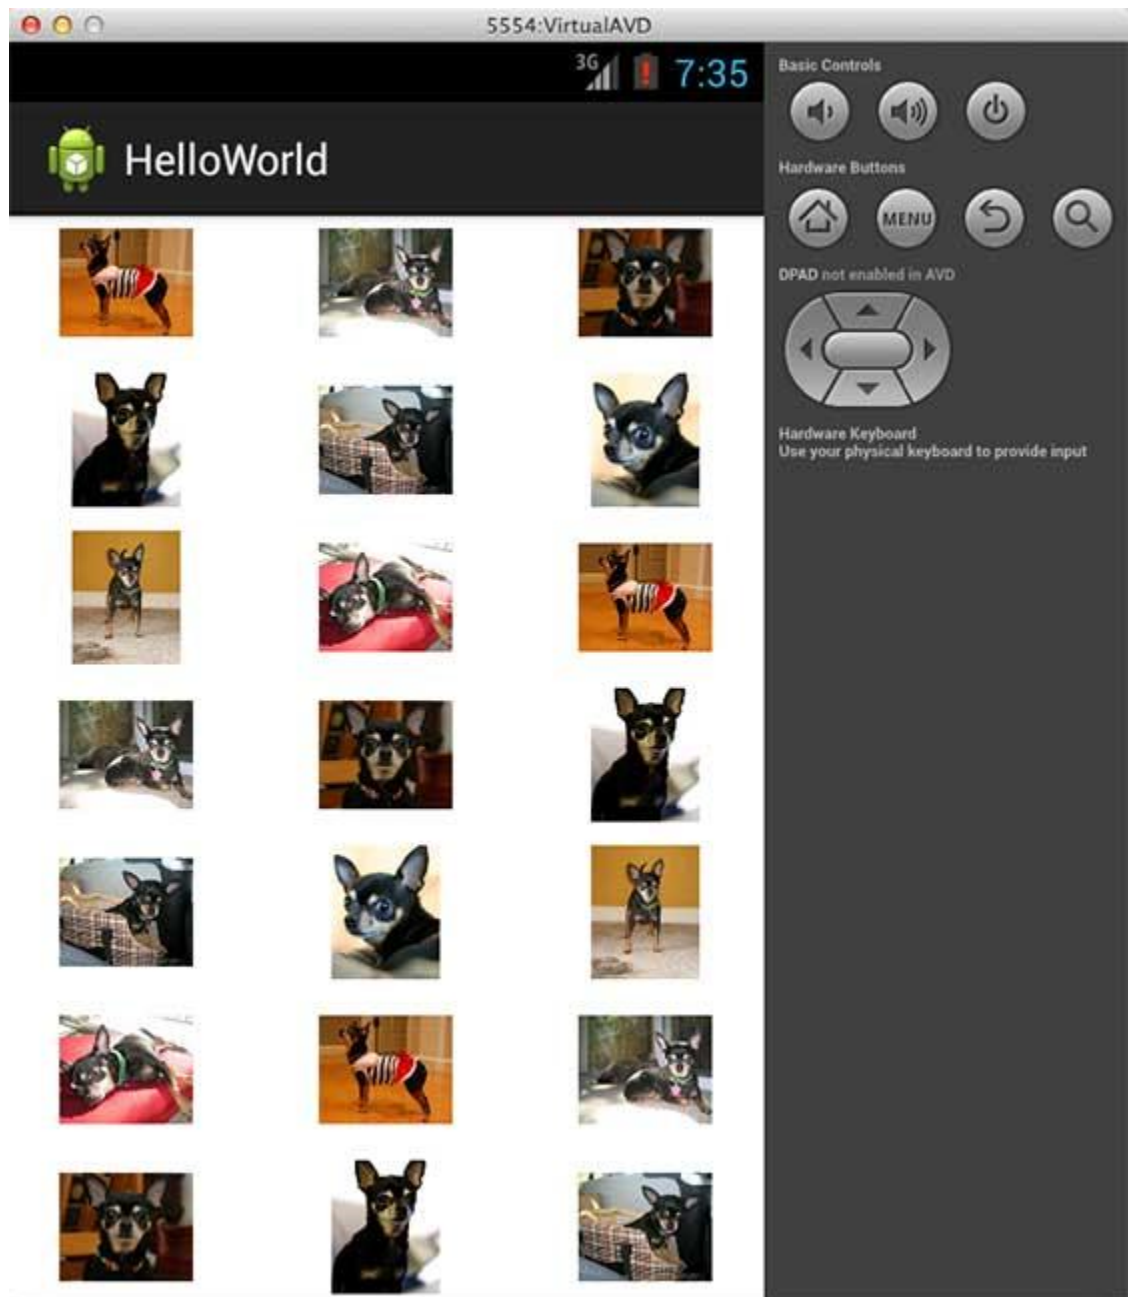 5554:VirtualAVD
3G 7:35
HelloWorld
Basic Controls
Hardware Buttons
MENU
DPAD not enabled in AVD
Hardware Keyboard
Use your physical keyboard to provide input